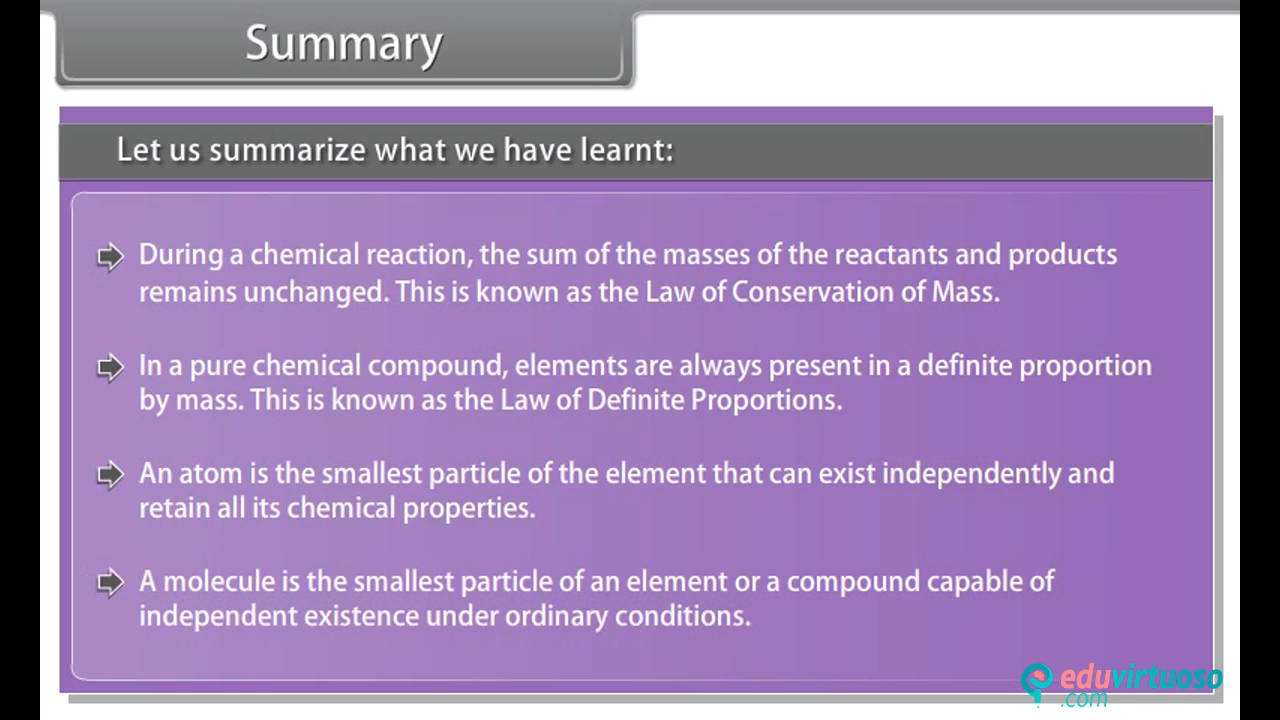 Summary
Let us summarize what we have learnt:
During a chemical reaction, the sum of the masses of the reactants and products
remains unchanged. This is known as the Law of Conservation of Mass.
In a pure chemical compound, elements are always present in a definite proportion
by mass. This is known as the Law of Definite Proportions.
An atom is the smallest particle of the element that can exist independently and
retain all its chemical properties.
A molecule is the smallest particle of an element or a compound capable of
independent existence under ordinary conditions.
eduvirtuoso
.com